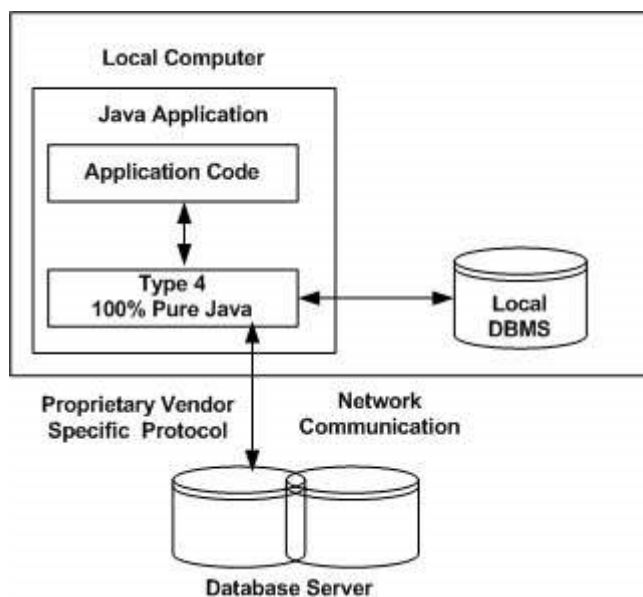 Local Computer
Java Application
Application Code
Type 4
100% Pure Java
Local
DBMS
Proprietary Vendor
Specific Protocol
Network
Communication
Database Server